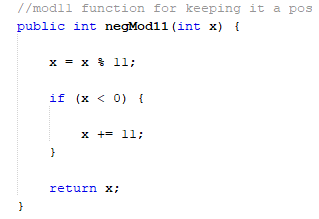 //mod11 function for keeping it a pos
public int negMod11(int x) {
x = x % 11;
if (x < 0) {
x += 11;
}
return x;
}